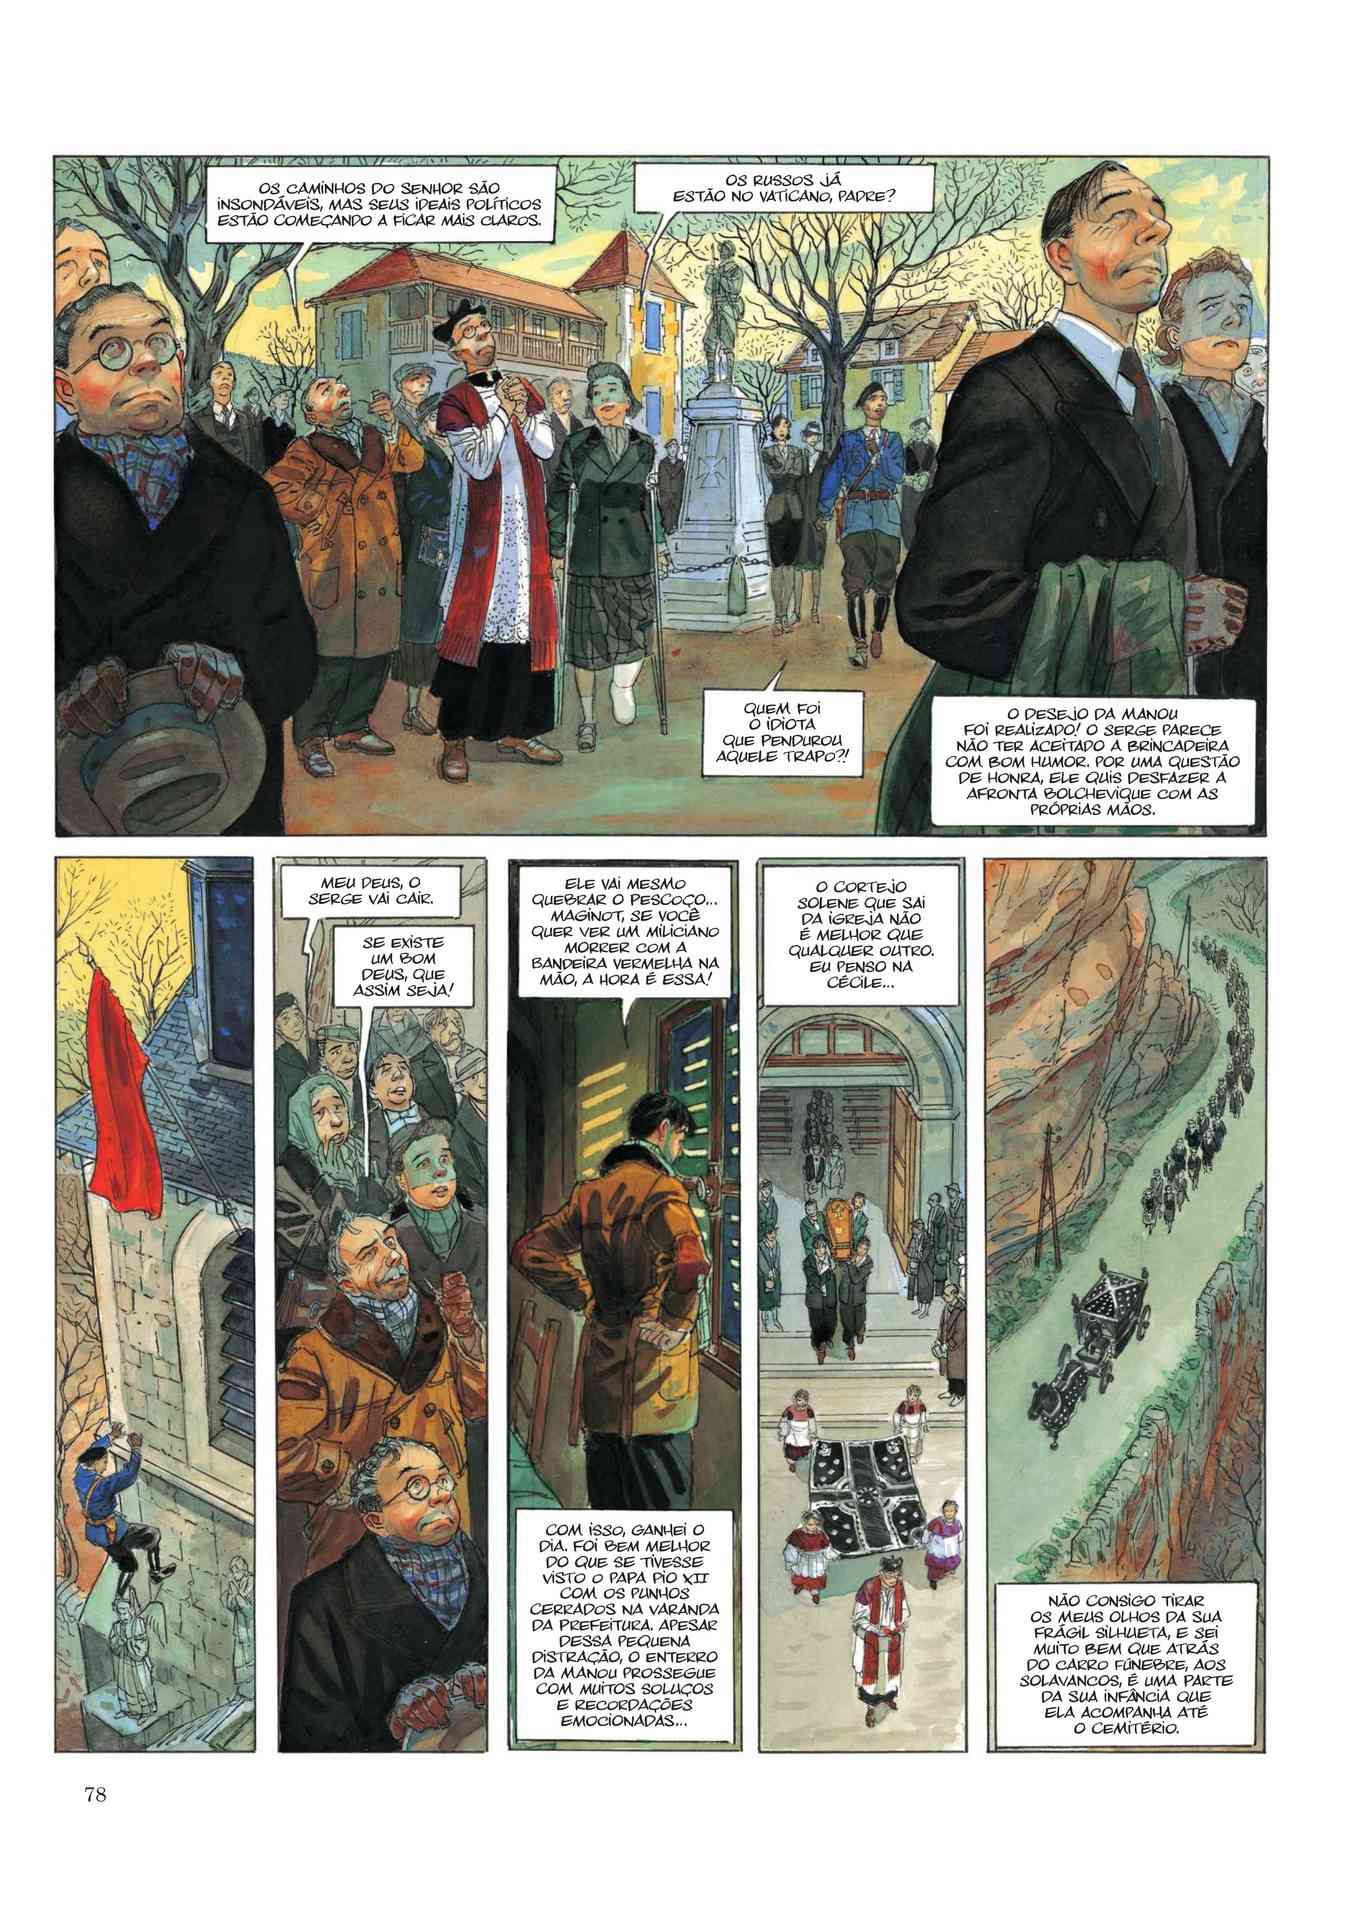 OS CAMINHOS DO SENHOR SÃO
INSONDÁVEIS, MAS SEUS IDEAIS POLÍTICOS
ESTÃO COMEÇANDO A FICAR MAIS CLAROS.
OS RUSSOS JÁ
ESTÃO NO VATICANO, PADRE?
QUEM FOI
O IDIOTA
QUE PENDUROU
AQUELE TRAPO?!
O DESEJO DA MANOU
FOI REALIZADO! O SERGE PARECE
NÃO TER ACEITADO A BRINCADEIRA
COM BOM HUMOR. POR UMA QUESTÃO
DE HONRA, ELE QUIS DESFAZER A
AFRONTA BOLCHEVIQUE COM AS
PRÓPRIAS MÃOS.
MEU DEUS, O
SERGE VAI CAIR.
SE EXISTE
UM BOM
DEUS, QUE
ASSIM SEJA!
ELE VAI MESMO
QUEBRAR O PESCOÇO...
MAGINOT, SE VOCÊ
QUER VER UM MILICIANO
MORRER COM A
BANDEIRA VERMELHA NA
MÃO, A HORA É ESSA!
COM ISSO, GANHEI O
DIA. FOI BEM MELHOR
DO QUE SE TIVESSE
VISTO O PAPA PIO XII
COM OS PUNHOS
CERRADOS NA VARANDA
DA PREFEITURA. APESAR
DESSA PEQUENA
DISTRAÇÃO, O ENTERRO
DA MANOU PROSSEGUE
COM MUITOS SOLUÇOS
E RECORDAÇÕES
EMOCIONADAS...
O CORTEJO
SOLENE QUE SAI
DA IGREJA NÃO
É MELHOR QUE
QUALQUER OUTRO.
EU PENSO NA
CÉCILE...
NÃO CONSIGO TIRAR
OS MEUS OLHOS DA SUA
FRÁGIL SILHUETA, E SEI
MUITO BEM QUE ATRÁS
DO CARRO FÚNEBRE, AOS
SOLAVANCOS, É UMA PARTE
DA SUA INFÂNCIA QUE
ELA ACOMPANHA ATÉ
O CEMITÉRIO.
78